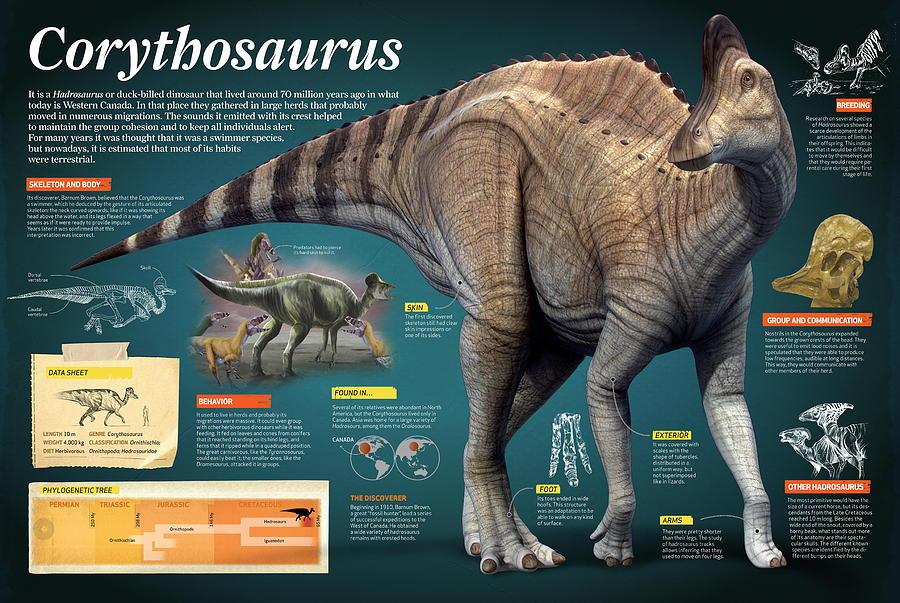 Corythosaurus
It is a Hadrosaurus or duck-billed dinosaur that lived around 70 million years ago in what
today is Western Canada. In that place they gathered in large herds that probably
moved in numerous migrations. The sounds it emitted with its crest helped
to maintain the group cohesion and to keep all individuals alert.
For many years it was thought that it was a swimmer species,
but nowadays, it is estimated that most of its habits
were terrestrial.
SKELETON AND BODY
Its discoverer, Barnum Brown, believed that the Corythosaurus was
a swimmer, which he deduced by the gesture of its articulated
skeleton: the neck curved upwards, like if it was showing its
head above the water, and its legs flexed in a way that
seems as if it were ready to provide impulse.
Years later it was confirmed that this
interpretation was incorrect.
Dorsal
vertebrae
Skull
Caudal
vertebrae
Predators had to pierce
its hard skin to kill it.
DATA SHEET
LENGTH 10 m GENRE Corythosaurus
WEIGHT 4,000 kg CLASSIFICATION Ornithischia:
DIET Herbivorous Ornithopoda: Hadrosauridae
BEHAVIOR
It used to live in herds and probably its
migrations were massive. It could even group
with other herbivorous dinosaurs while it was
feeding. It fed on leaves and cones from conifers
that it reached standing on its hind legs, and
ferns that it ripped while in a quadruped position.
The great carnivorous, like the Tyrannosaurus,
could easily beat it; the smaller ones, like the
Dromeosaurus, attacked it in groups.
SKIN
The first discovered
skeleton still had clear
skin impressions on
one of its sides.
FOUND IN...
Several of its relatives were abundant in North
America, but the Corythosaurus lived only in
Canada. Asia was home for a large variety of
Hadrosaurs, among them the Oranosaurus.
CANADA
THE DISCOVERER
Beginning in 1910, Barnum Brown,
a great "fossil hunter", lead a series
of successful expeditions to the
West of Canada. He obtained
a wide variety of hadrosaurus
remains with crested heads.
PHYLOGENETIC TREE
PERMIAN TRIASSIC JURASSIC CRETACEOUS
250 My
146 My
65 My
Ornithischian
Ornithopods
Hadrosaurs
Iguanodon
FOOT
Its toes ended in wide
hoofs. This structure
was an adaptation to be
able to walk on any kind
of surface.
EXTERIOR
It was covered with
scales with the
shape of tubercles,
distributed in a
uniform way, but
not superimposed
like in lizards.
ARMS
They were pretty shorter
than their legs. The study
of hadrosaurus tracks
allows inferring that they
used to move on four legs.
BREEDING
Research on several species
of Hadrosaurus showed a
scarce development of the
articulations of limbs in
their offspring. This indica-
tes that it would be difficult
to move by themselves and
that they would require pa-
rental care during their first
stage of life.
GROUP AND COMMUNICATION
Nostrils in the Corythosaurus expanded
towards the grown crests of the head. They
were useful to emit loud noises and it is
speculated that they were able to produce
low frequencies, audible at long distances.
This way, they would communicate with
other members of their herd.
OTHER HADROSAURUS
The most primitive would have the
size of a current horse, but its des-
cendants from the Late Cretaceous
reached 10 m long. Besides the
wide end of the snout, covered by a
horny beak, what stands out more
of its anatomy are their specta-
cular skulls. The different known
species are identified by the di-
fferent bumps on their heads.